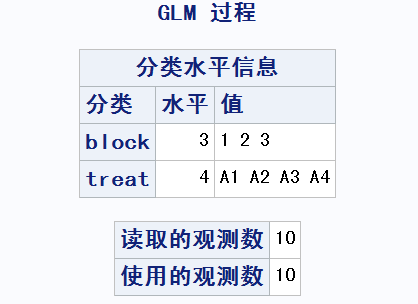 GLM 过程
分类水平信息
分类 水平 值
block 3 1 2 3
treat 4 A1 A2 A3 A4
读取的观测数 10
使用的观测数 10